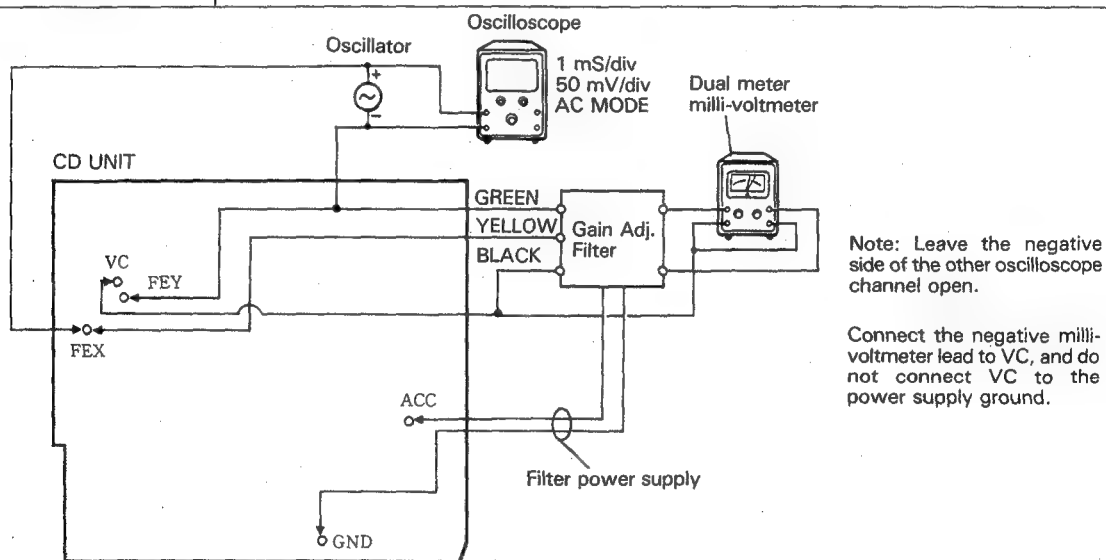 Oscilloscope
Oscillator
1 mS/div
50 mV/div
AC MODE
Dual meter
milli-voltmeter
+
−
CD UNIT
GREEN
YELLOW
BLACK
Gain Adj.
Filter
VC
FEY
FEX
Note: Leave the negative
side of the other oscilloscope
channel open.
Connect the negative milli-
voltmeter lead to VC, and do
not connect VC to the
power supply ground.
ACC
Filter power supply
GND